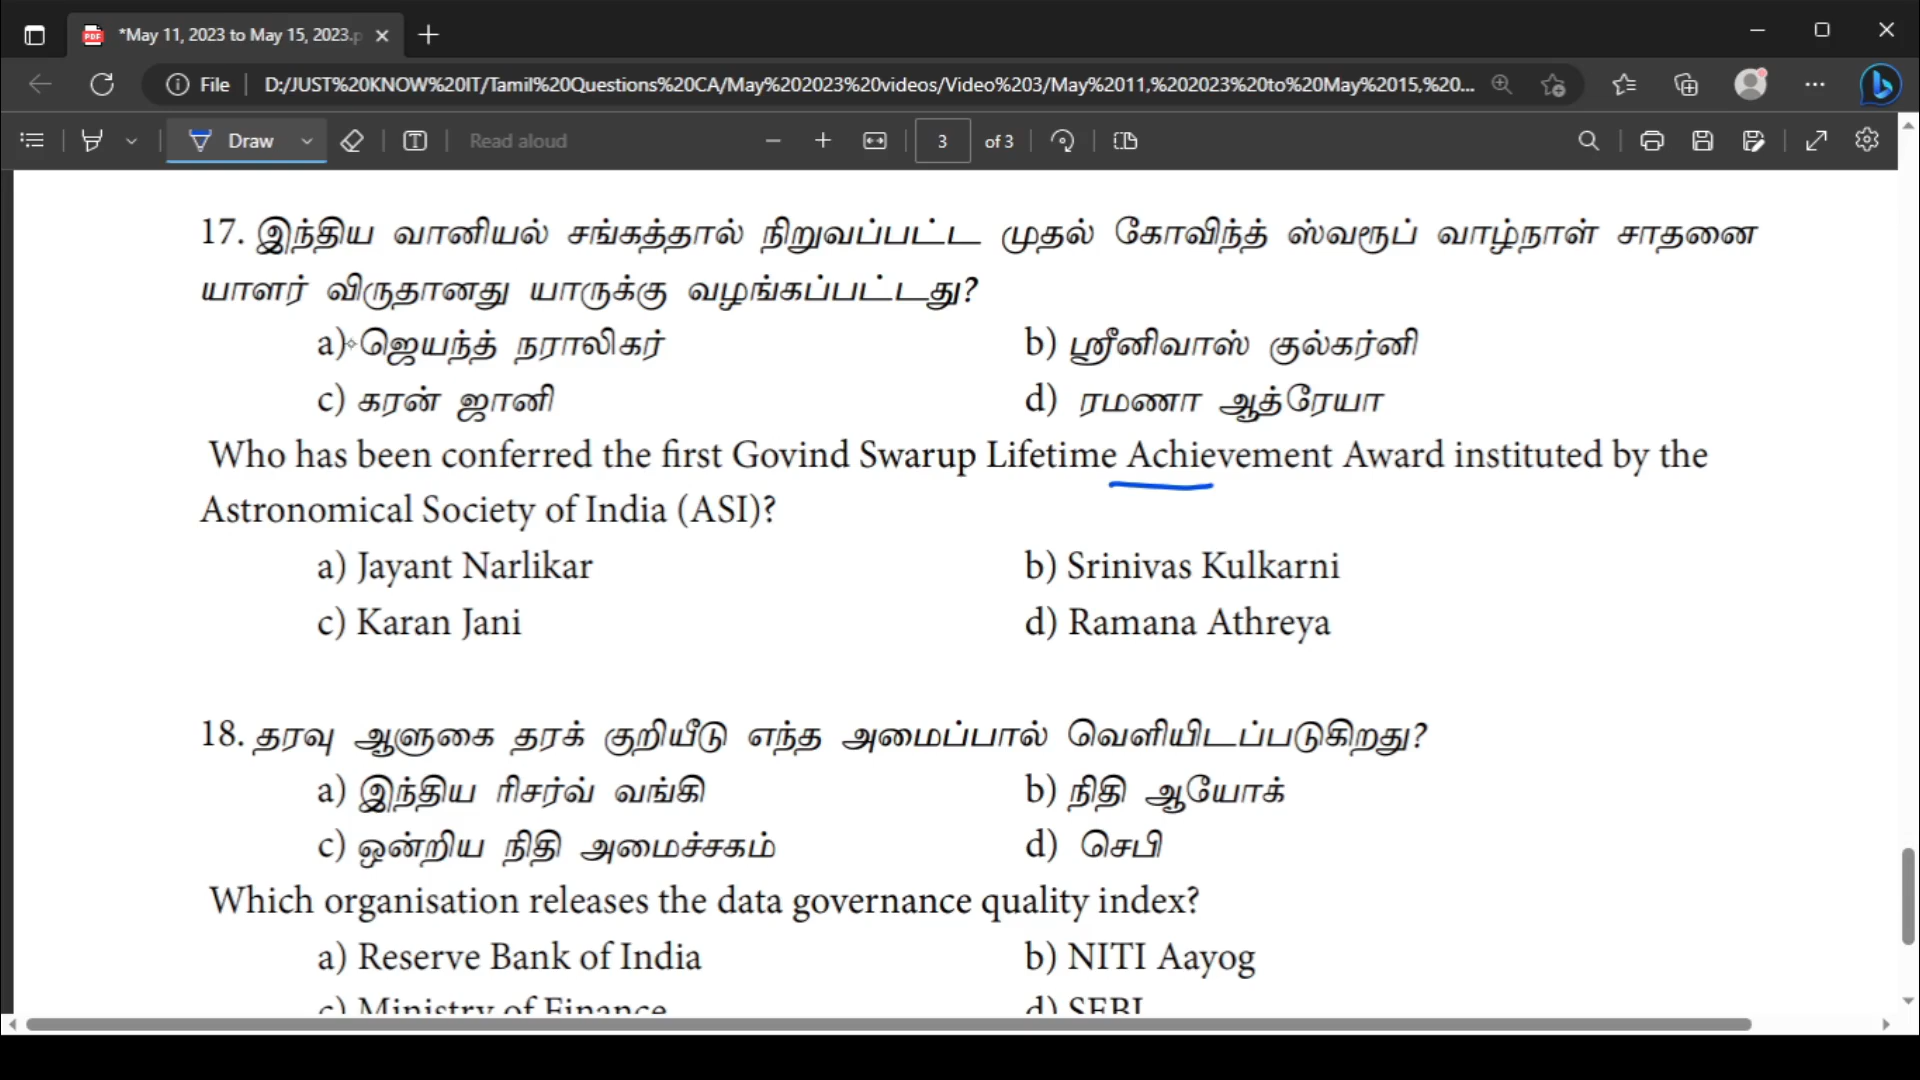 *May 11, 2023 to May 15, 2023.p
File
D:/JUST%20KNOW%20IT/Tamil%20Questions%20CA/May%202023%20videos/Video%203/May%2011,%202023%20to%20May%2015,%20...
Draw
Read aloud
3 of 3
17. இந்திய வானியல் சங்கத்தால் நிறுவப்பட்ட முதல் கோவிந்த் ஸ்வரூப் வாழ்நாள் சாதனை
யாளர் விருதானது யாருக்கு வழங்கப்பட்டது?
a) ஜெயந்த் நராலிகர் b) ஸ்ரீனிவாஸ் குல்கர்னி
c) கரன் ஜானி d) ரமணா ஆத்ரேயா
Who has been conferred the first Govind Swarup Lifetime Achievement Award instituted by the
Astronomical Society of India (ASI)?
a) Jayant Narlikar b) Srinivas Kulkarni
c) Karan Jani d) Ramana Athreya
18. தரவு ஆளுகை தரக் குறியீடு எந்த அமைப்பால் வெளியிடப்படுகிறது?
a) இந்திய ரிசர்வ் வங்கி b) நிதி ஆயோக்
c) ஒன்றிய நிதி அமைச்சகம் d) செபி
Which organisation releases the data governance quality index?
a) Reserve Bank of India b) NITI Aayog
c) Ministry of Finance d) SEBI